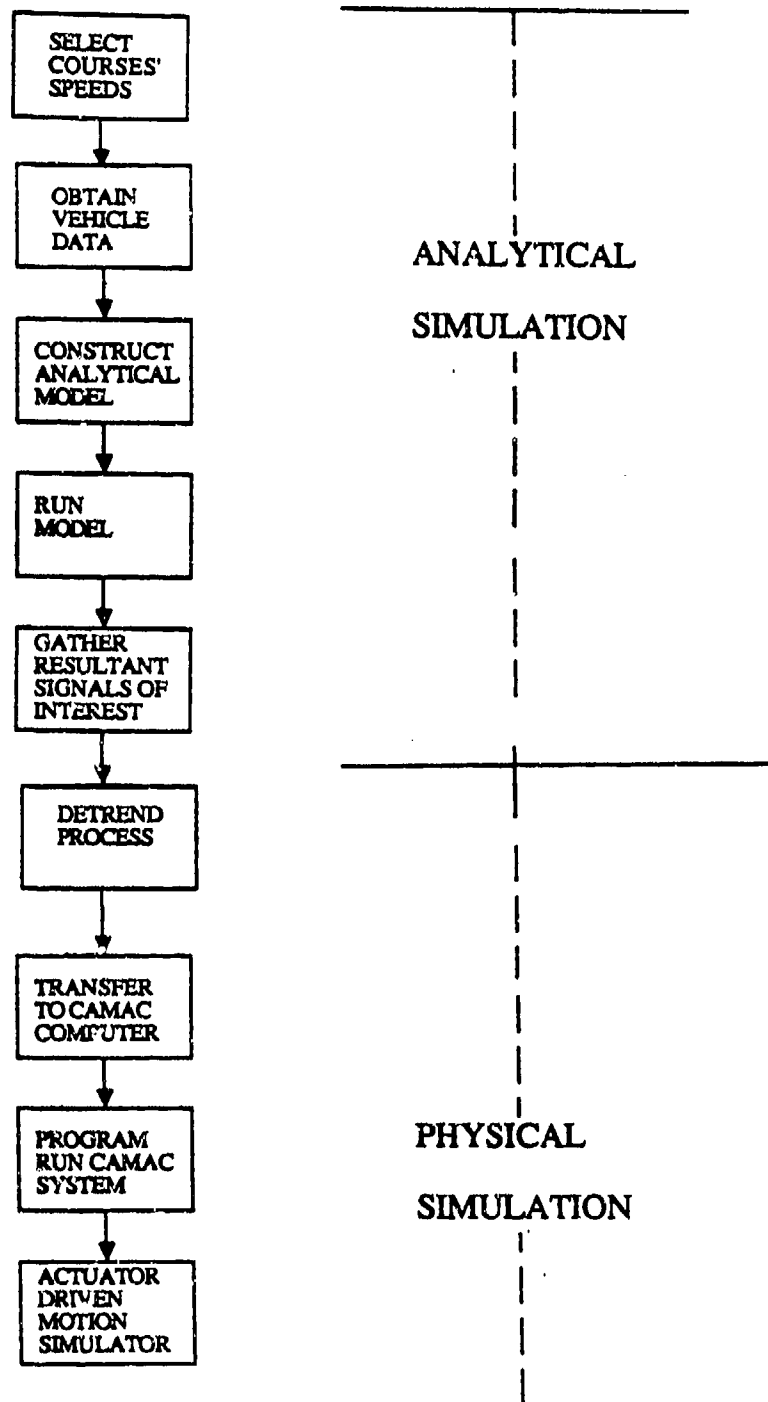 SELECT
COURSES'
SPEEDS
OBTAIN
VEHICLE
DATA
CONSTRUCT
ANALYTICAL
MODEL
RUN
MODEL
GATHER
RESULTANT
SIGNALS OF
INTEREST
DETREND
PROCESS
TRANSFER
TO CAMAC
COMPUTER
PROGRAM
RUN CAMAC
SYSTEM
ACTUATOR
DRIVEN
MOTION
SIMULATOR
ANALYTICAL
SIMULATION
PHYSICAL
SIMULATION